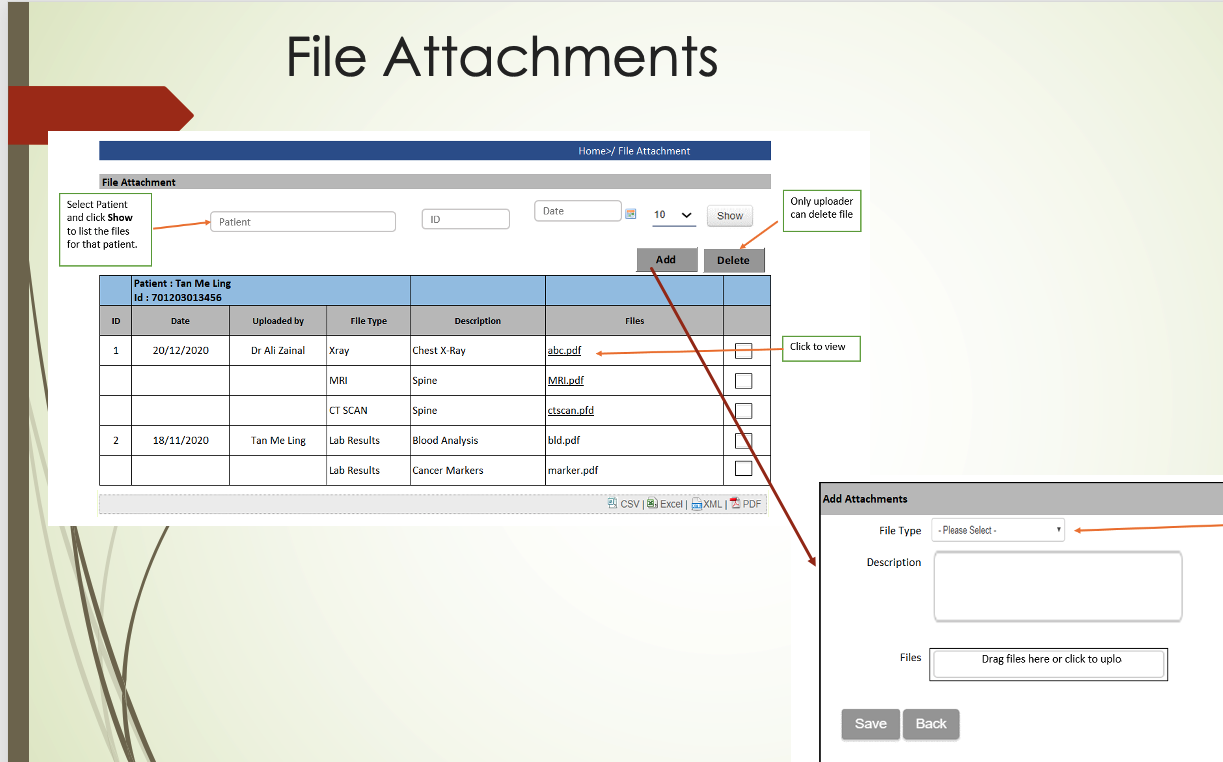 File Attachments
Home>/ File Attachment
File Attachment
Select Patient
and click Show
to list the files
for that patient.
Patient
ID
Date
10
Show
Only uploader
can delete file
Add
Delete
Patient : Tan Me Ling
Id : 701203013456
ID Date Uploaded by File Type Description Files
1 20/12/2020 Dr Ali Zainal Xray Chest X-Ray abc.pdf
Click to view
MRI Spine MRI.pdf
CT SCAN Spine ctscan.pfd
2 18/11/2020 Tan Me Ling Lab Results Blood Analysis bld.pdf
Lab Results Cancer Markers marker.pdf
CSV | Excel | XML | PDF
Add Attachments
File Type - Please Select -
Description
Files Drag files here or click to uplo
Save Back